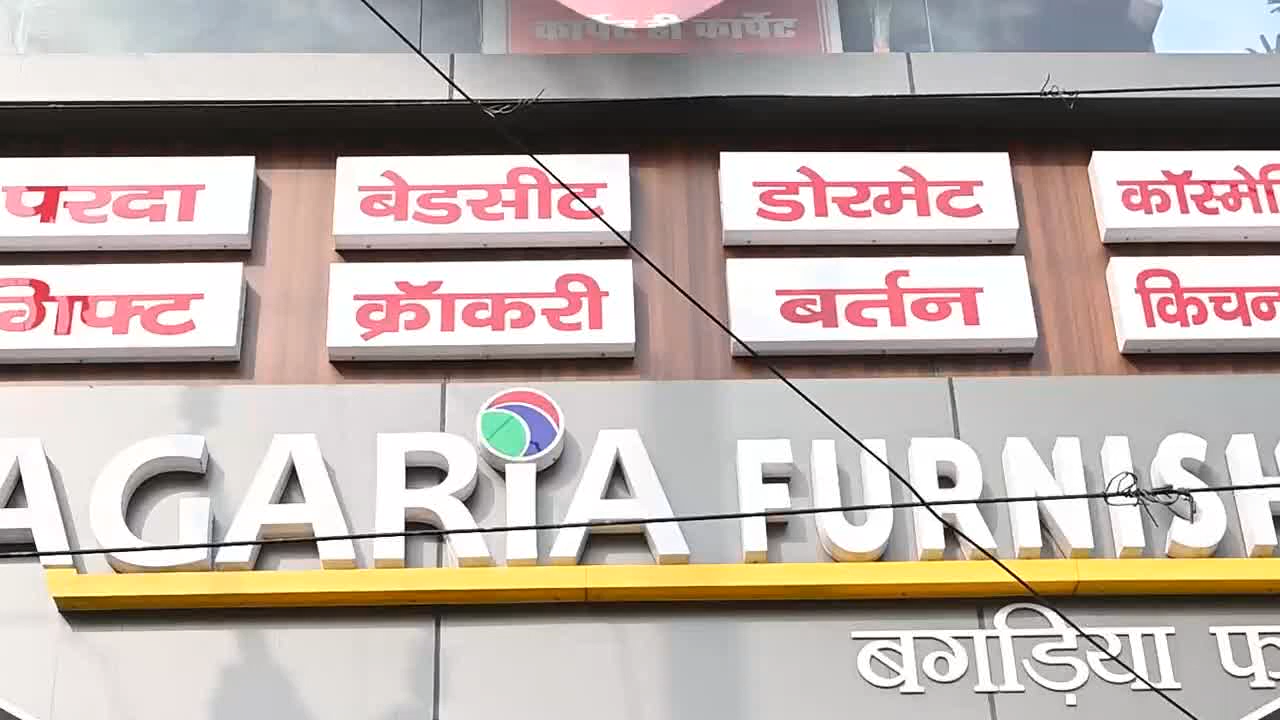 कार्पेट ही कार्पेट
परदा बेडसीट डोरमेट कॉस्मे
गिफ्ट क्रॉकरी बर्तन किचन
AGARIA FURNISH
बगड़िया फ